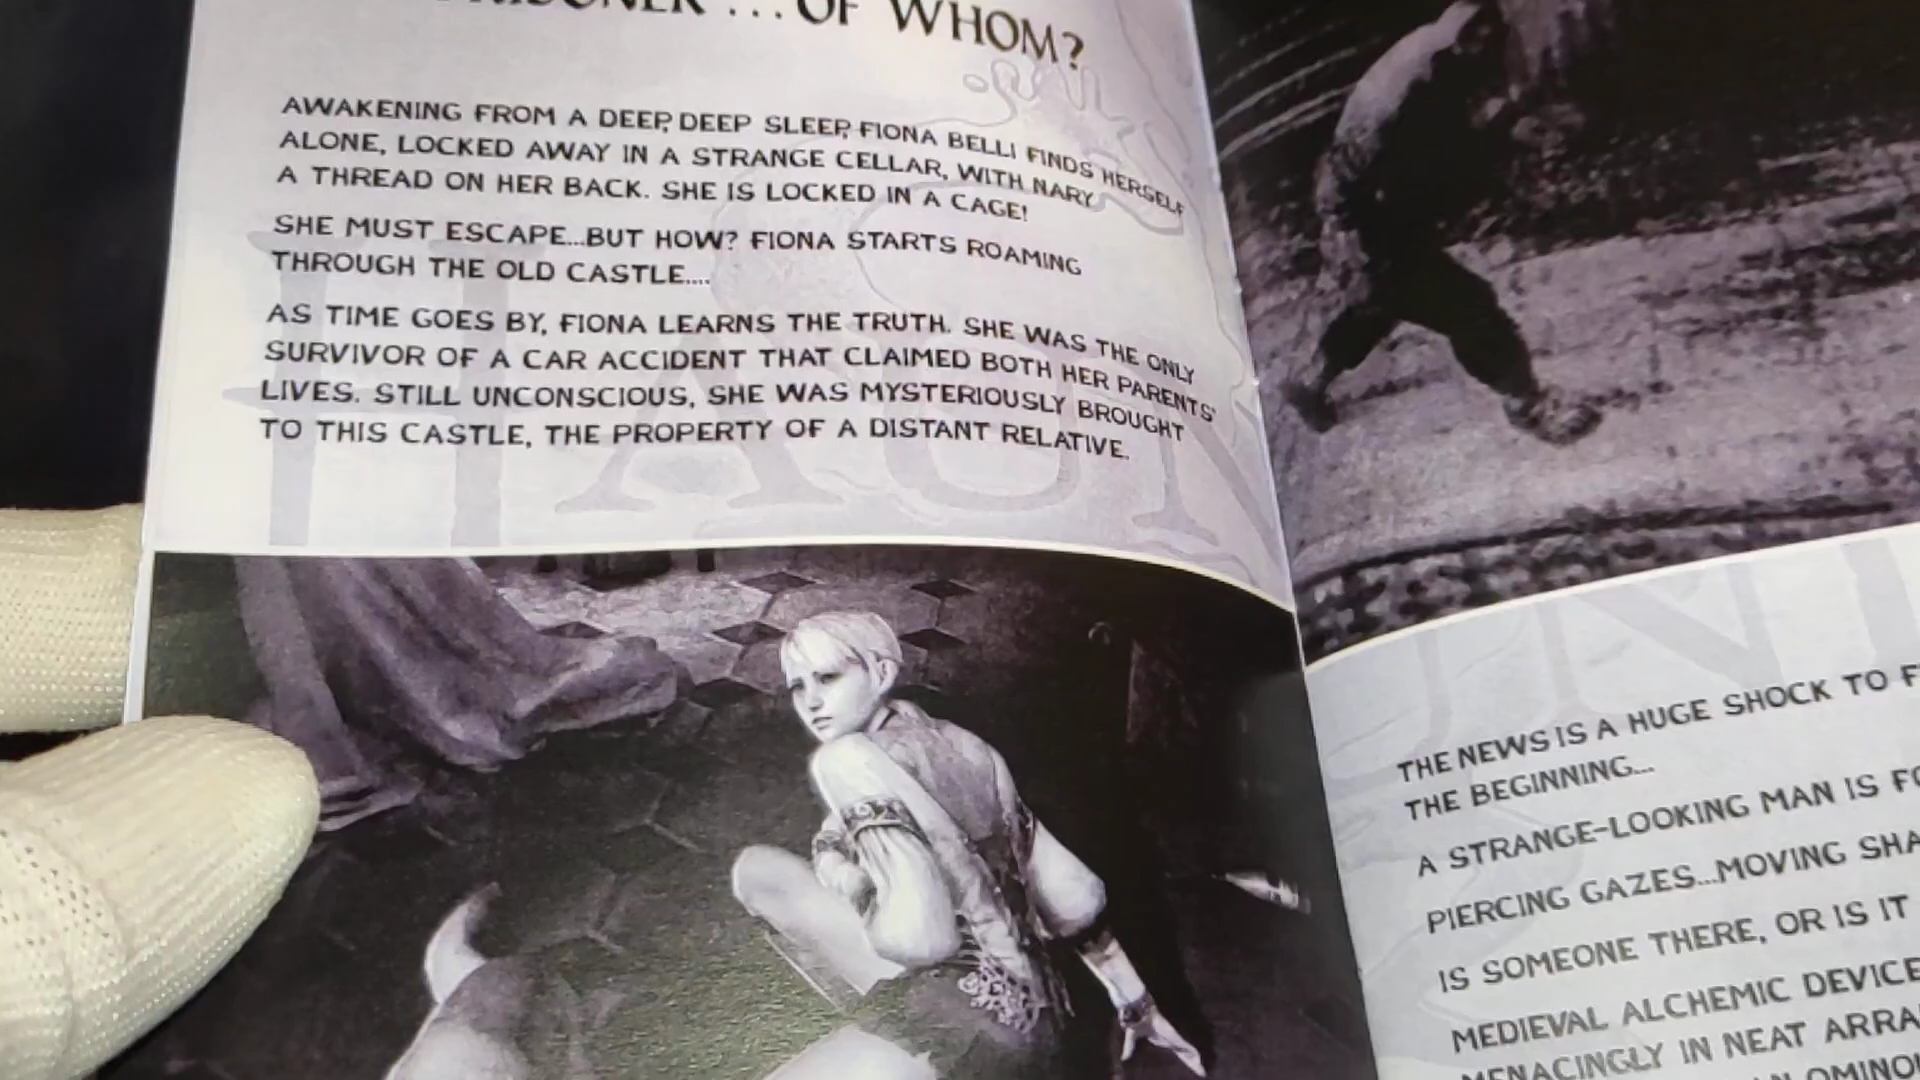 PRISONER ... OF WHOM?
AWAKENING FROM A DEEP, DEEP SLEEP, FIONA BELLI FINDS HERSELF
ALONE, LOCKED AWAY IN A STRANGE CELLAR, WITH NARY
A THREAD ON HER BACK. SHE IS LOCKED IN A CAGE!
SHE MUST ESCAPE...BUT HOW? FIONA STARTS ROAMING
THROUGH THE OLD CASTLE....
AS TIME GOES BY, FIONA LEARNS THE TRUTH. SHE WAS THE ONLY
SURVIVOR OF A CAR ACCIDENT THAT CLAIMED BOTH HER PARENTS'
LIVES. STILL UNCONSCIOUS, SHE WAS MYSTERIOUSLY BROUGHT
TO THIS CASTLE, THE PROPERTY OF A DISTANT RELATIVE.
HAUN
THE NEWS IS A HUGE SHOCK TO
THE BEGINNING...
A STRANGE-LOOKING MAN IS
PIERCING GAZES...MOVING
IS SOMEONE THERE, OR IS IT
MEDIEVAL ALCHEMIC
MENACINGLY IN NEAT